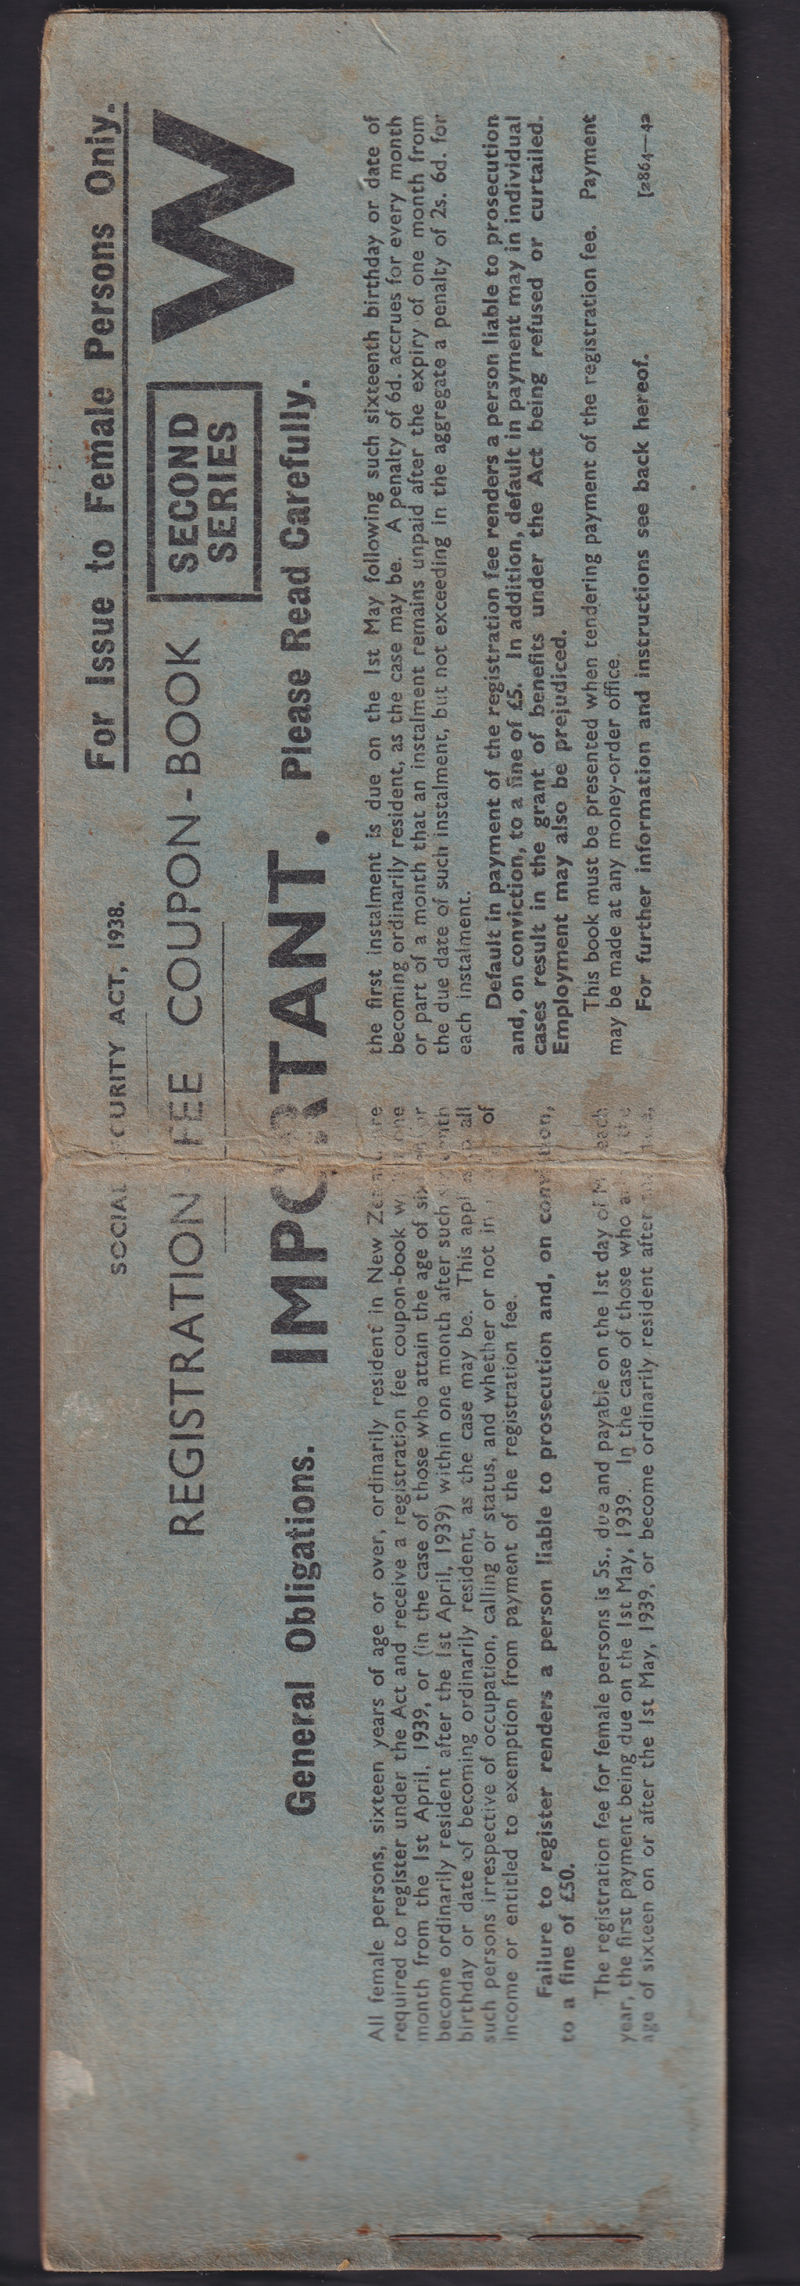 For Issue to Female Persons Only.
SOCIAL CURITY ACT, 1938.
REGISTRATION FEE COUPON-BOOK
SECOND
SERIES
W
General Obligations.
IMPORTANT. Please Read Carefully.
All female persons, sixteen years of age or over, ordinarily resident in New are
required to register under the Act and receive a registration fee coupon-book one
month from the 1st April, 1939, or (in the case of those who attain the age of or
become ordinarily resident after the 1st April, 1939) within one month after such
birthday or date of becoming ordinarily resident, as the case may be. This all
such persons irrespective of occupation, calling or status, and whether or not in of
income or entitled to exemption from payment of the registration fee.
Failure to register renders a person liable to prosecution and, on conviction,
to a fine of £50.
The registration fee for female persons is 5s., due and payable on the 1st day of each
year, the first payment being due on the 1st May, 1939. In the case of those who the
age of sixteen on or after the 1st May, 1939, or become ordinarily resident after
the first instalment is due on the 1st May following such sixteenth birthday or date of
becoming ordinarily resident, as the case may be. A penalty of 6d. accrues for every month
or part of a month that an instalment remains unpaid after the expiry of one month from
the due date of such instalment, but not exceeding in the aggregate a penalty of 2s. 6d. for
each instalment.
Default in payment of the registration fee renders a person liable to prosecution
and, on conviction, to a fine of £5. In addition, default in payment may in individual
cases result in the grant of benefits under the Act being refused or curtailed.
Employment may also be prejudiced.
This book must be presented when tendering payment of the registration fee. Payment
may be made at any money-order office.
For further information and instructions see back hereof.
[2864—42